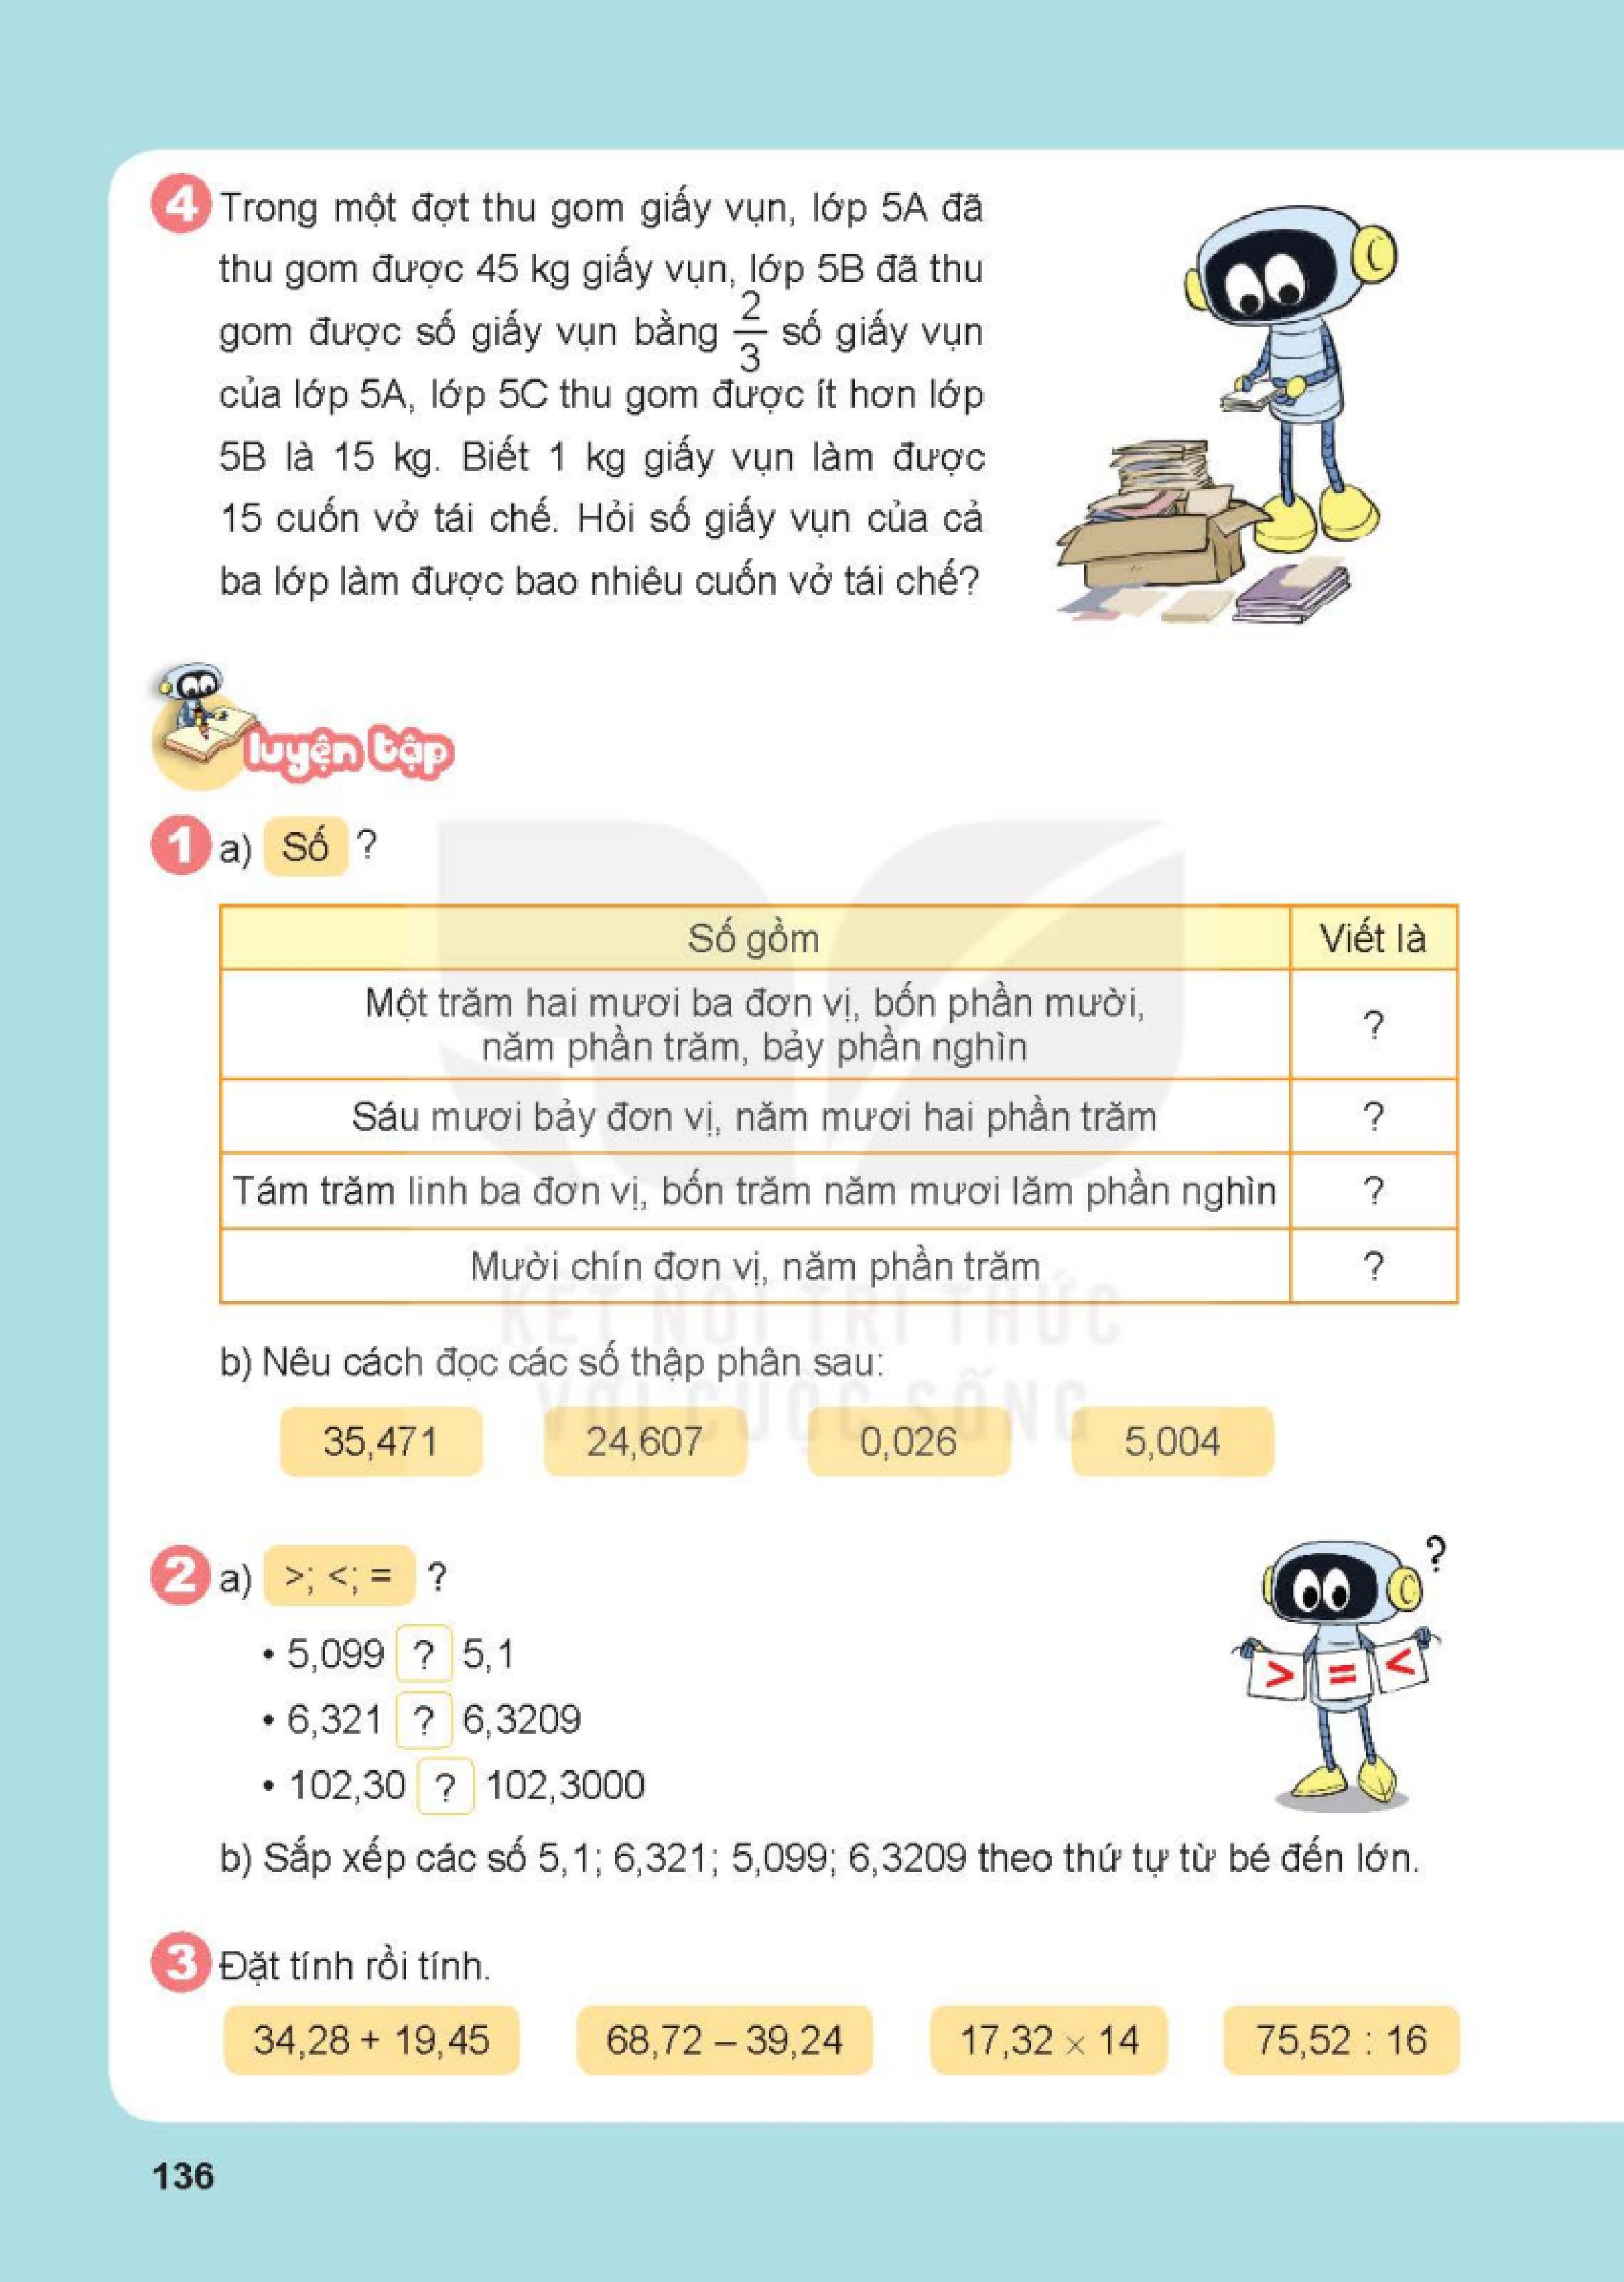 4 Trong một đợt thu gom giấy vụn, lớp 5A đã
thu gom được 45 kg giấy vụn, lớp 5B đã thu
gom được số giấy vụn bằng 2/3 số giấy vụn
của lớp 5A, lớp 5C thu gom được ít hơn lớp
5B là 15 kg. Biết 1 kg giấy vụn làm được
15 cuốn vở tái chế. Hỏi số giấy vụn của cả
ba lớp làm được bao nhiêu cuốn vở tái chế?
luyện tập
1 a) Số ?
Số gồm Viết là
Một trăm hai mươi ba đơn vị, bốn phần mười,
năm phần trăm, bảy phần nghìn ?
Sáu mươi bảy đơn vị, năm mươi hai phần trăm ?
Tám trăm linh ba đơn vị, bốn trăm năm mươi lăm phần nghìn ?
Mười chín đơn vị, năm phần trăm ?
KẾT NỐI TRI THỨC
VỚI CUỘC SỐNG
b) Nêu cách đọc các số thập phân sau:
35,471 24,607 0,026 5,004
2 a) >; <; = ?
?
> = <
• 5,099 ? 5,1
• 6,321 ? 6,3209
• 102,30 ? 102,3000
b) Sắp xếp các số 5,1; 6,321; 5,099; 6,3209 theo thứ tự từ bé đến lớn.
3 Đặt tính rồi tính.
34,28 + 19,45 68,72 – 39,24 17,32 × 14 75,52 : 16
136